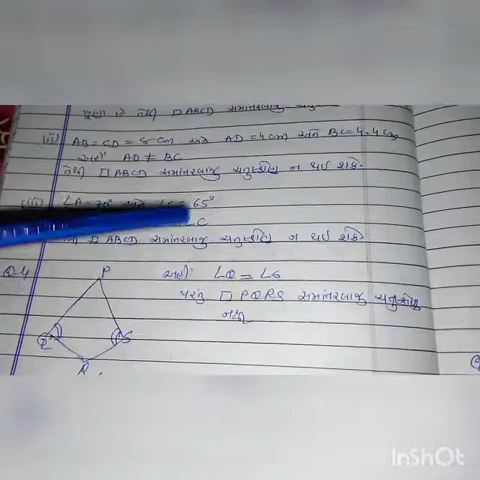 □ABCD સમાંતરબાજુ
(ii) AB = CD = 5 cm અને AD = 4 cm અને BC = 4.4 cm
અહીં AD ≠ BC
તેથી □ABCD સમાંતરબાજુ ચતુષ્કોણ ન થઈ શકે.
(iii) ∠A = 70° 65°
C
□ABCD સમાંતરબાજુ ચતુષ્કોણ ન થઈ શકે.
Q.4 P અહીં ∠Q = ∠S
પરંતુ □PQRS સમાંતરબાજુ ચતુષ્કોણ
નથી
Q S
R
InShOt